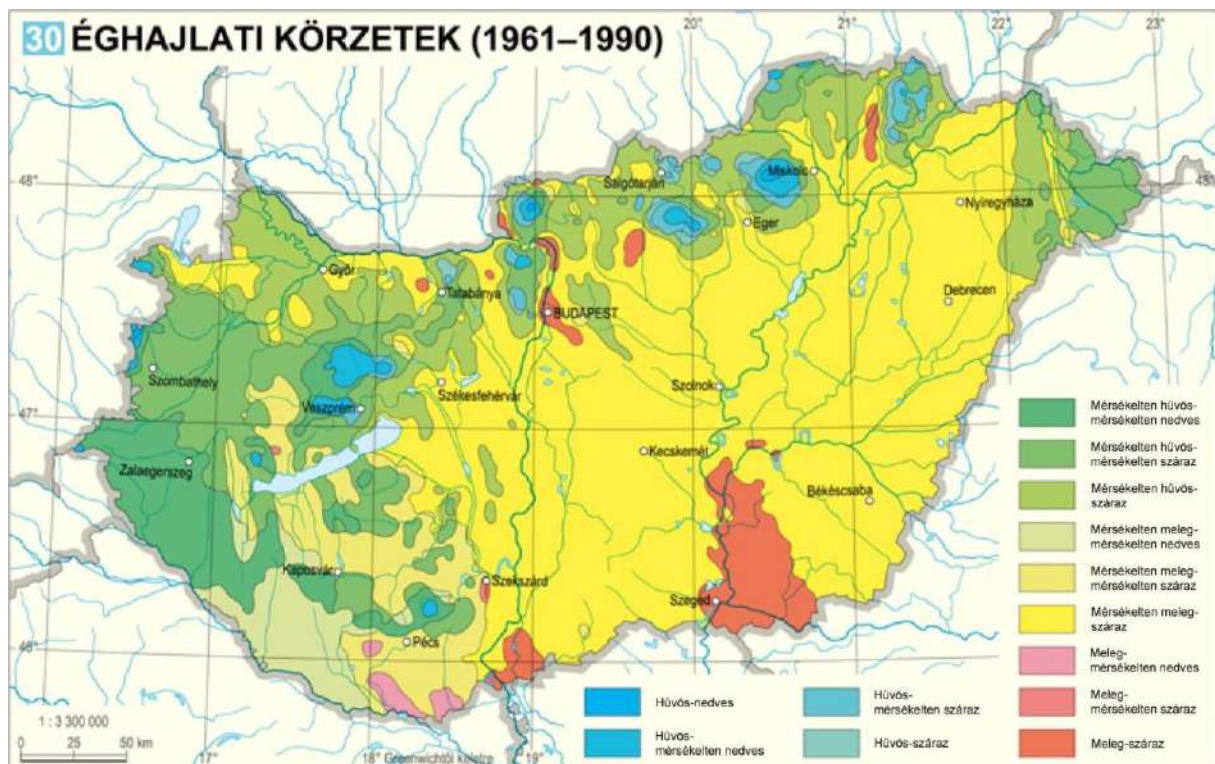 30 ÉGHAJLATI KÖRZETEK (1961–1990)
20°
21°
22°
23°
48°
48°
Salgótarján
Miskolc
Nyíregyháza
Eger
Győr
Tatabánya
BUDAPEST
Debrecen
Szombathely
Székesfehérvár
Szolnok
47°
Veszprém
Zalaegerszeg
Kecskemét
Békéscsaba
Kaposvár
Szekszárd
Szeged
Pécs
Mérsékelten hűvös-
mérsékelten nedves
Mérsékelten hűvös-
mérsékelten száraz
Mérsékelten hűvös-
száraz
Mérsékelten meleg-
mérsékelten nedves
Mérsékelten meleg-
mérsékelten száraz
Mérsékelten meleg-
száraz
Meleg-
mérsékelten nedves
Meleg-
mérsékelten száraz
Meleg-száraz
Hűvös-nedves
Hűvös-
mérsékelten nedves
Hűvös-
mérsékelten száraz
Hűvös-száraz
1 : 3 300 000
0 25 50 km
17°
18° Greenwichtől keletre
19°